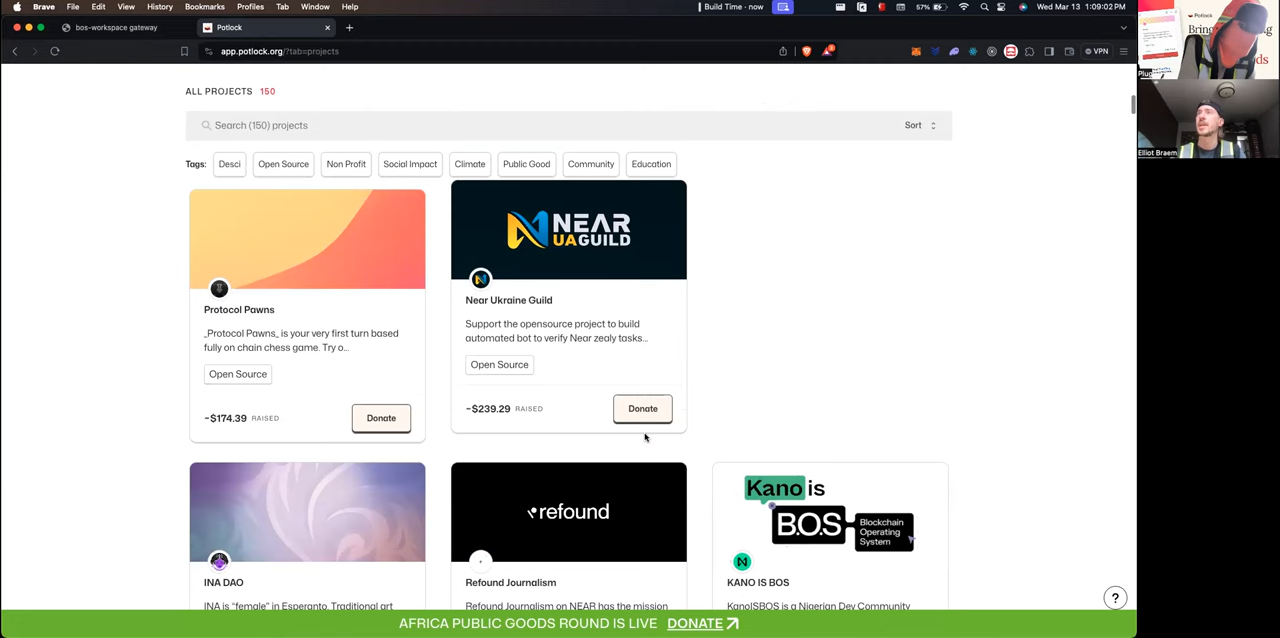 Brave File Edit View History Bookmarks Profiles Tab Window Help
Build Time · now
57%
Wed Mar 13 1:09:02 PM
bos-workspace gateway
Potlock
app.potlock.org/?tab=projects
VPN
ALL PROJECTS 150
Search (150) projects
Sort
Tags: Desci Open Source Non Profit Social Impact Climate Public Good Community Education
Protocol Pawns
_Protocol Pawns_ is your very first turn based
fully on chain chess game. Try o...
Open Source
~$174.39 RAISED
Donate
NEAR
UAGUILD
Near Ukraine Guild
Support the opensource project to build
automated bot to verify Near zealy tasks...
Open Source
~$239.29 RAISED
Donate
INA DAO
INA is "female" in Esperanto. Traditional art
refound
Refound Journalism
Refound Journalism on NEAR has the mission
Kano is
B.O.S
Blockchain
Operating
System
KANO IS BOS
KanoISBOS is a Nigerian Dev Community
?
AFRICA PUBLIC GOODS ROUND IS LIVE DONATE
Potlock
Elliot Braem